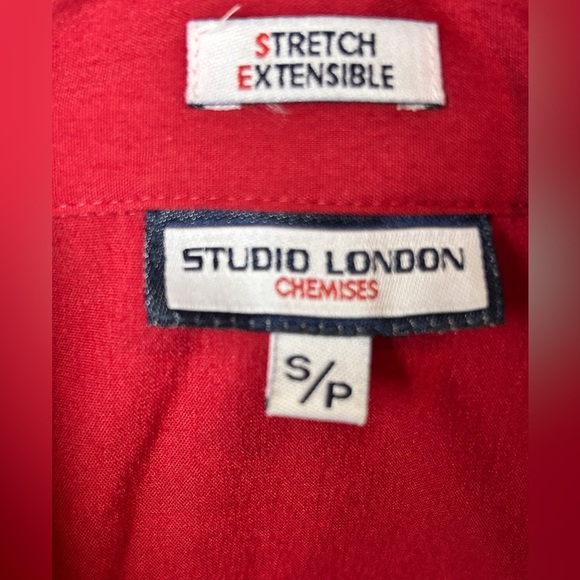 STRETCH
EXTENSIBLE
STUDIO LONDON
CHEMISES
S/P